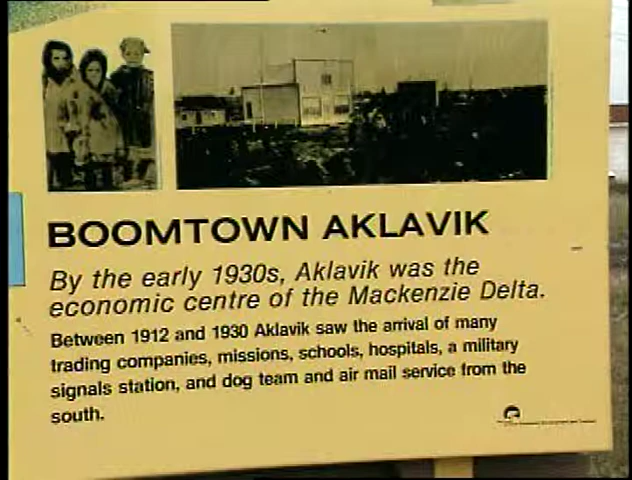 BOOMTOWN AKLAVIK
By the early 1930s, Aklavik was the
economic centre of the Mackenzie Delta.
Between 1912 and 1930 Aklavik saw the arrival of many
trading companies, missions, schools, hospitals, a military
signals station, and dog team and air mail service from the
south.